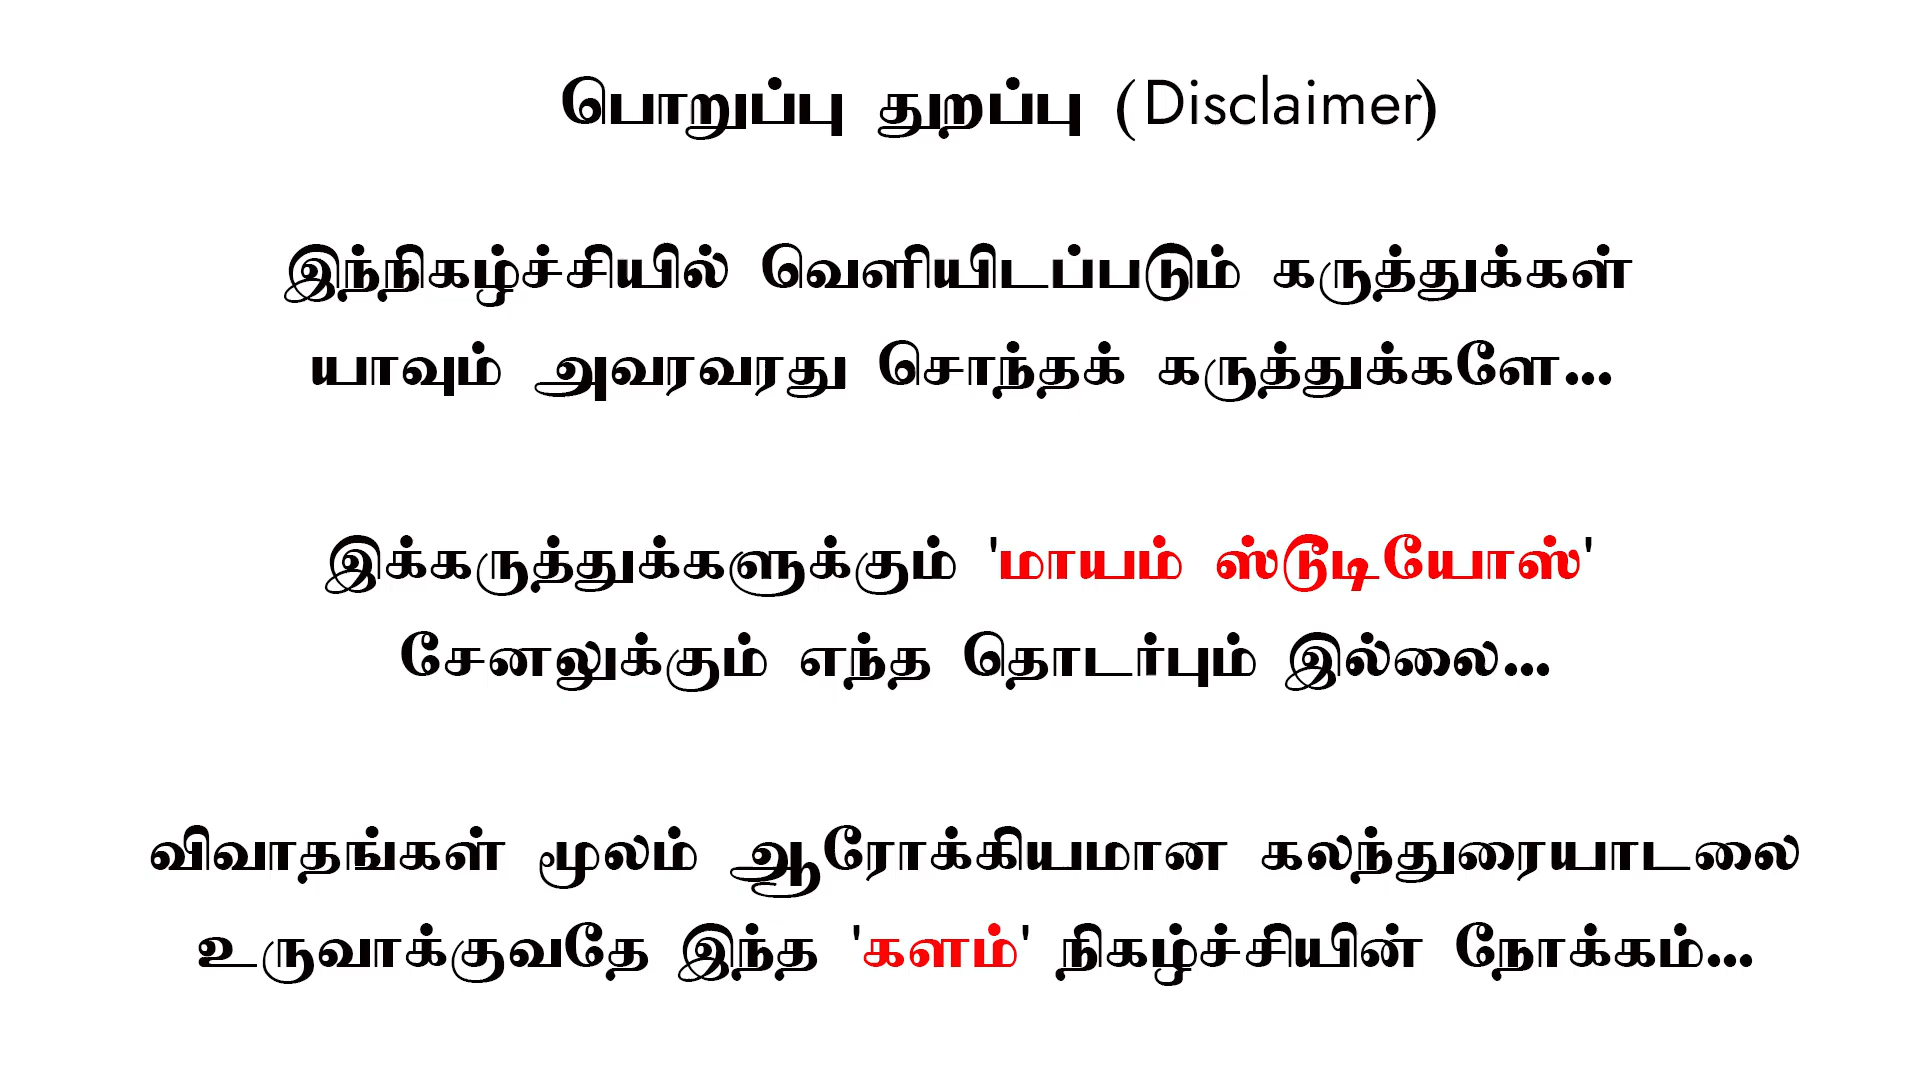 பொறுப்பு துறப்பு (Disclaimer)
இந்நிகழ்ச்சியில் வெளியிடப்படும் கருத்துக்கள்
யாவும் அவரவரது சொந்தக் கருத்துக்களே...
இக்கருத்துக்களுக்கும் 'மாயம் ஸ்டூடியோஸ்'
சேனலுக்கும் எந்த தொடர்பும் இல்லை...
விவாதங்கள் மூலம் ஆரோக்கியமான கலந்துரையாடலை
உருவாக்குவதே இந்த 'களம்' நிகழ்ச்சியின் நோக்கம்...